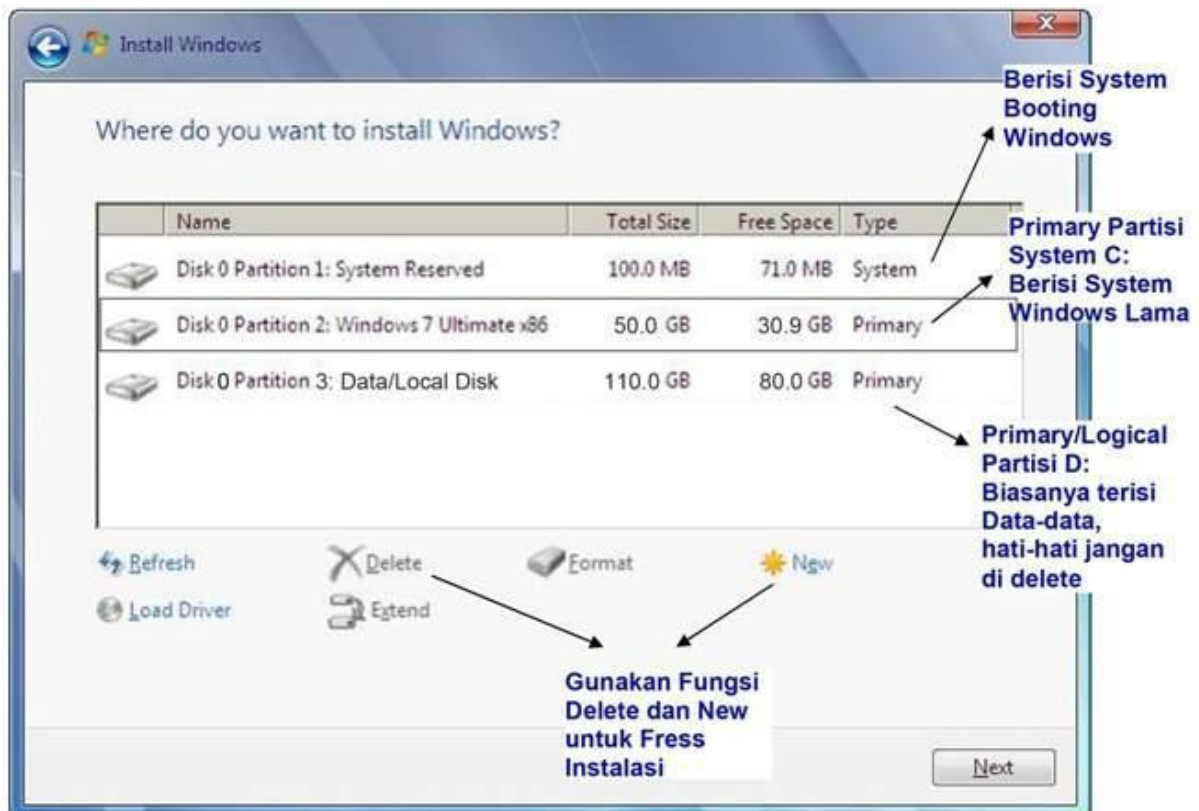 Install Windows
Where do you want to install Windows?
Name Total Size Free Space Type
Disk 0 Partition 1: System Reserved 100.0 MB 71.0 MB System
Disk 0 Partition 2: Windows 7 Ultimate x86 50.0 GB 30.9 GB Primary
Disk 0 Partition 3: Data/Local Disk 110.0 GB 80.0 GB Primary
Berisi System
Booting
Windows
Primary Partisi
System C:
Berisi System
Windows Lama
Primary/Logical
Partisi D:
Biasanya terisi
Data-data,
hati-hati jangan
di delete
Refresh Delete Format New
Load Driver Extend
Gunakan Fungsi
Delete dan New
untuk Fress
Instalasi
Next